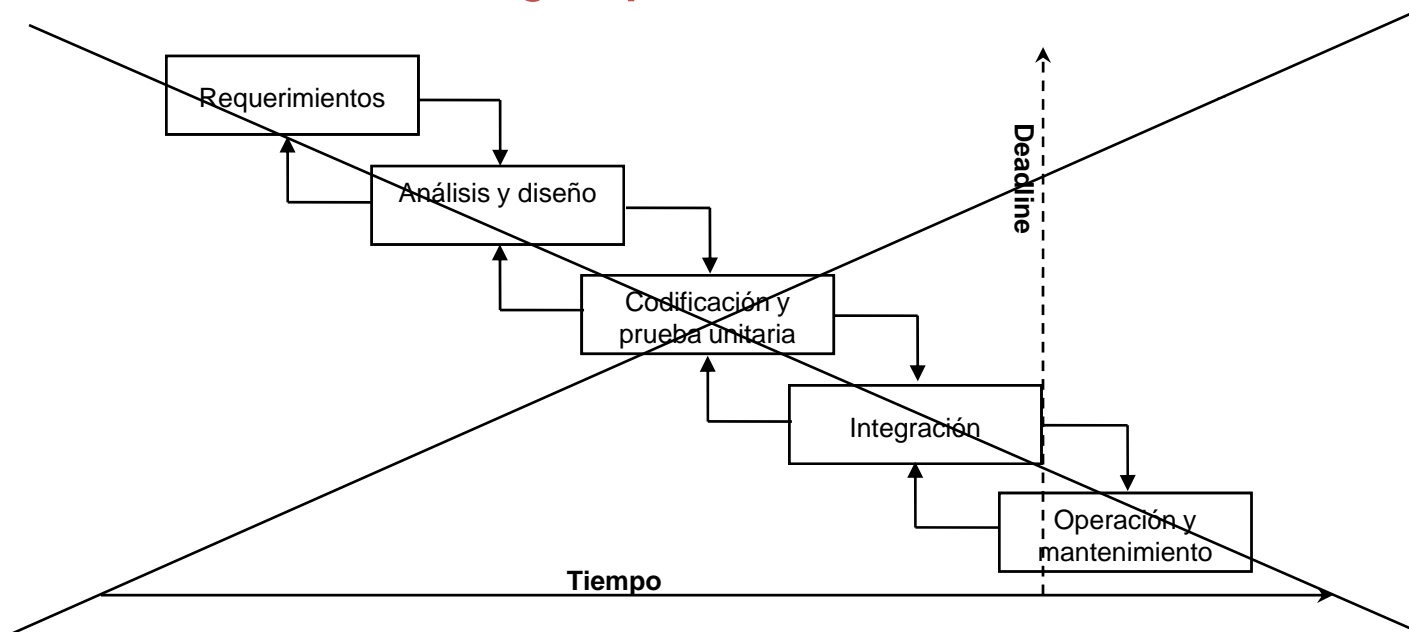 Requerimientos
Análisis y diseño
Deadline
Codificación y
prueba unitaria
Integración
Operación y
mantenimiento
Tiempo